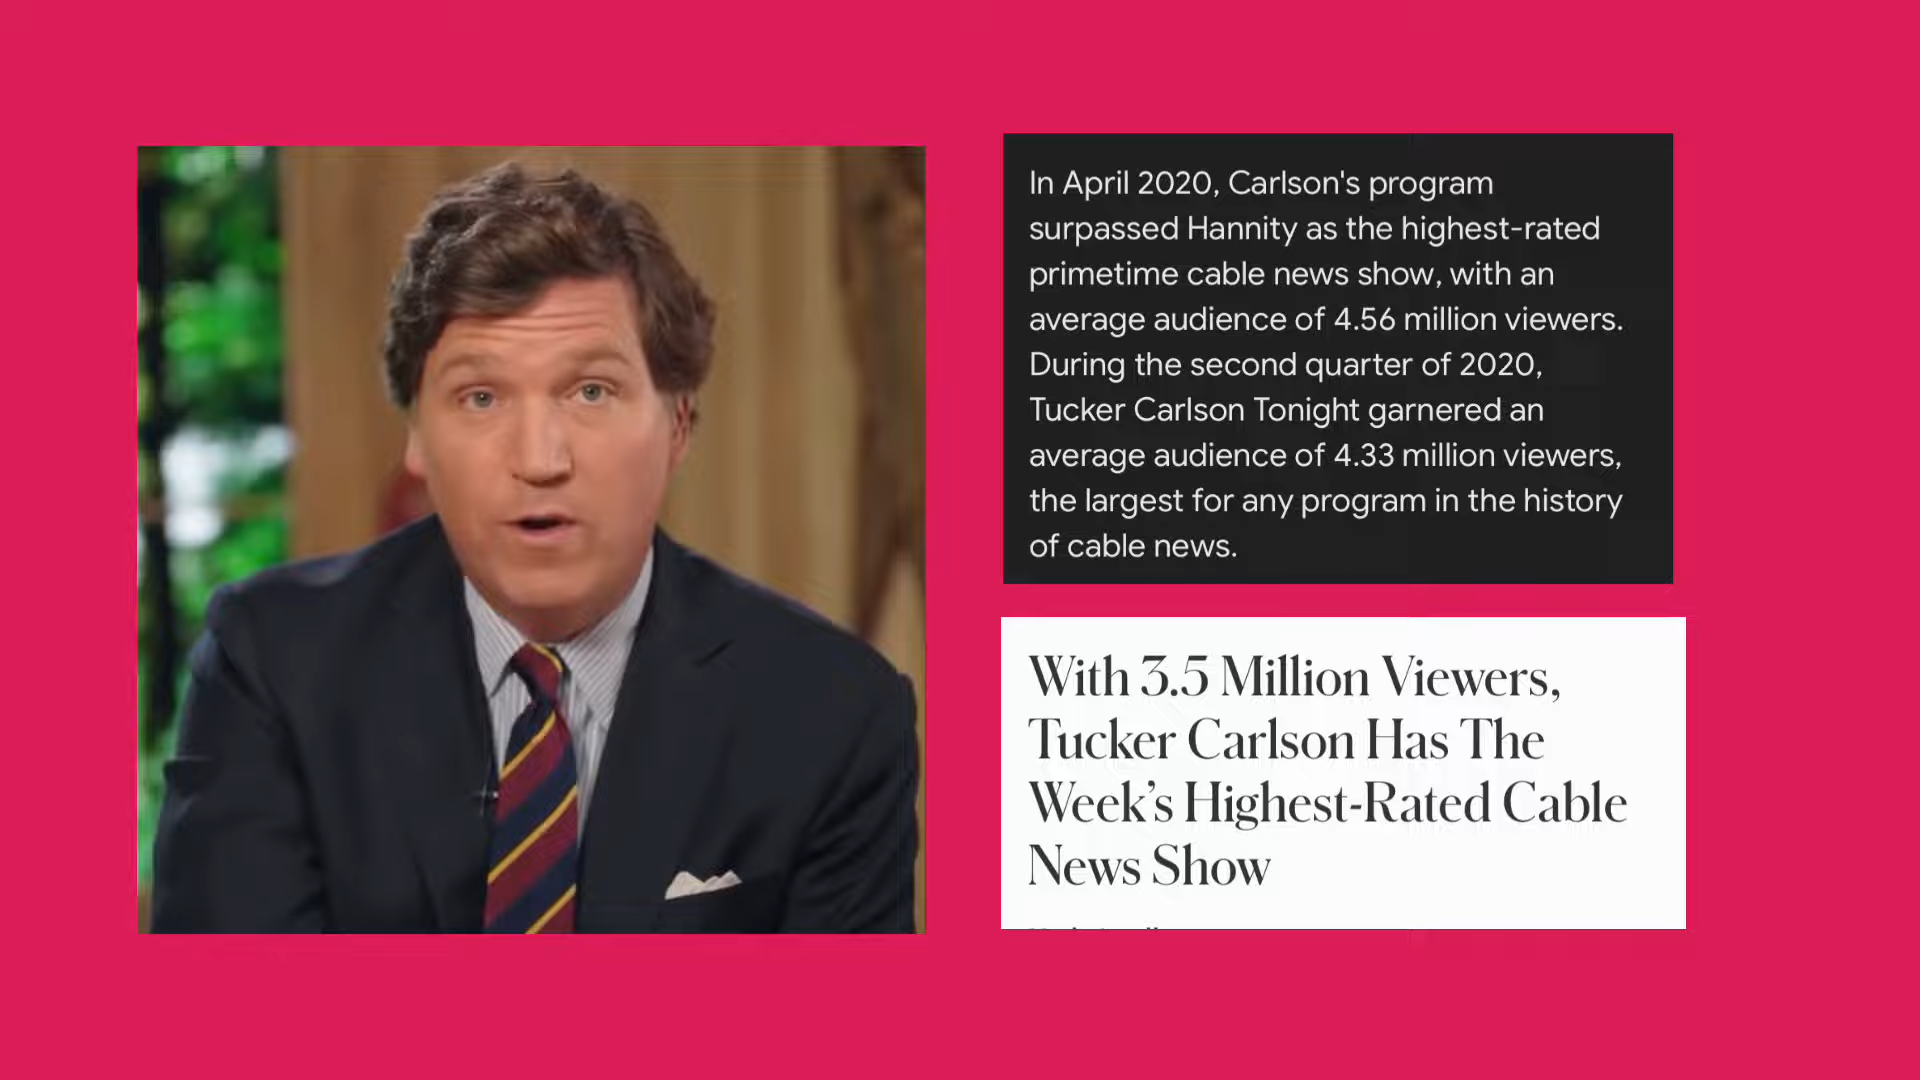 In April 2020, Carlson's program
surpassed Hannity as the highest-rated
primetime cable news show, with an
average audience of 4.56 million viewers.
During the second quarter of 2020,
Tucker Carlson Tonight garnered an
average audience of 4.33 million viewers,
the largest for any program in the history
of cable news.
With 3.5 Million Viewers,
Tucker Carlson Has The
Week’s Highest-Rated Cable
News Show